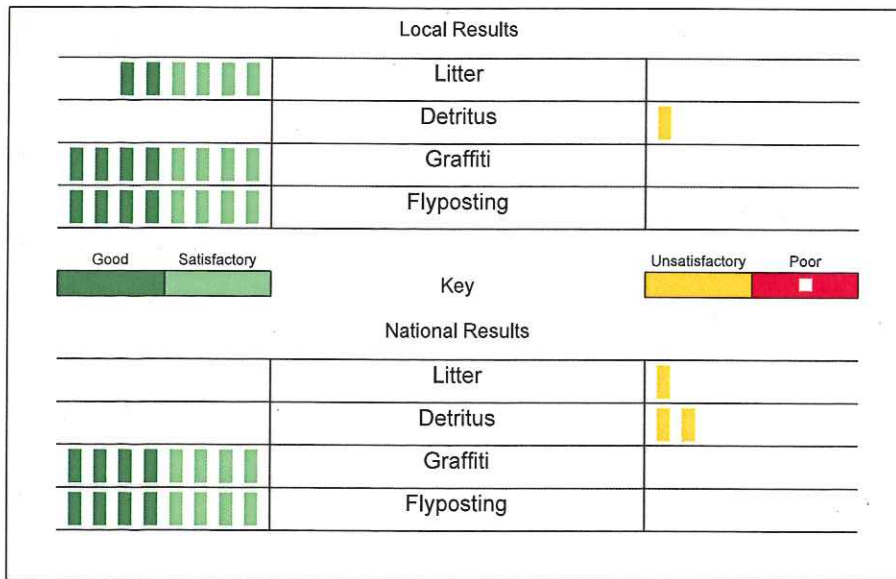 Local Results
Litter
Detritus
Graffiti
Flyposting
Good Satisfactory Key Unsatisfactory Poor
National Results
Litter
Detritus
Graffiti
Flyposting